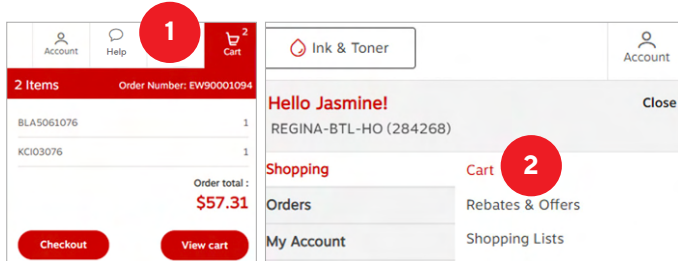 Account
Help
1
2
Cart
2 Items
Order Number: EW90001094
BLA5061076 1
KCI03076 1
Order total :
$57.31
Checkout
View cart
Ink & Toner
Account
Hello Jasmine!
Close
REGINA-BTL-HO (284268)
Shopping
Cart
2
Orders
Rebates & Offers
My Account
Shopping Lists